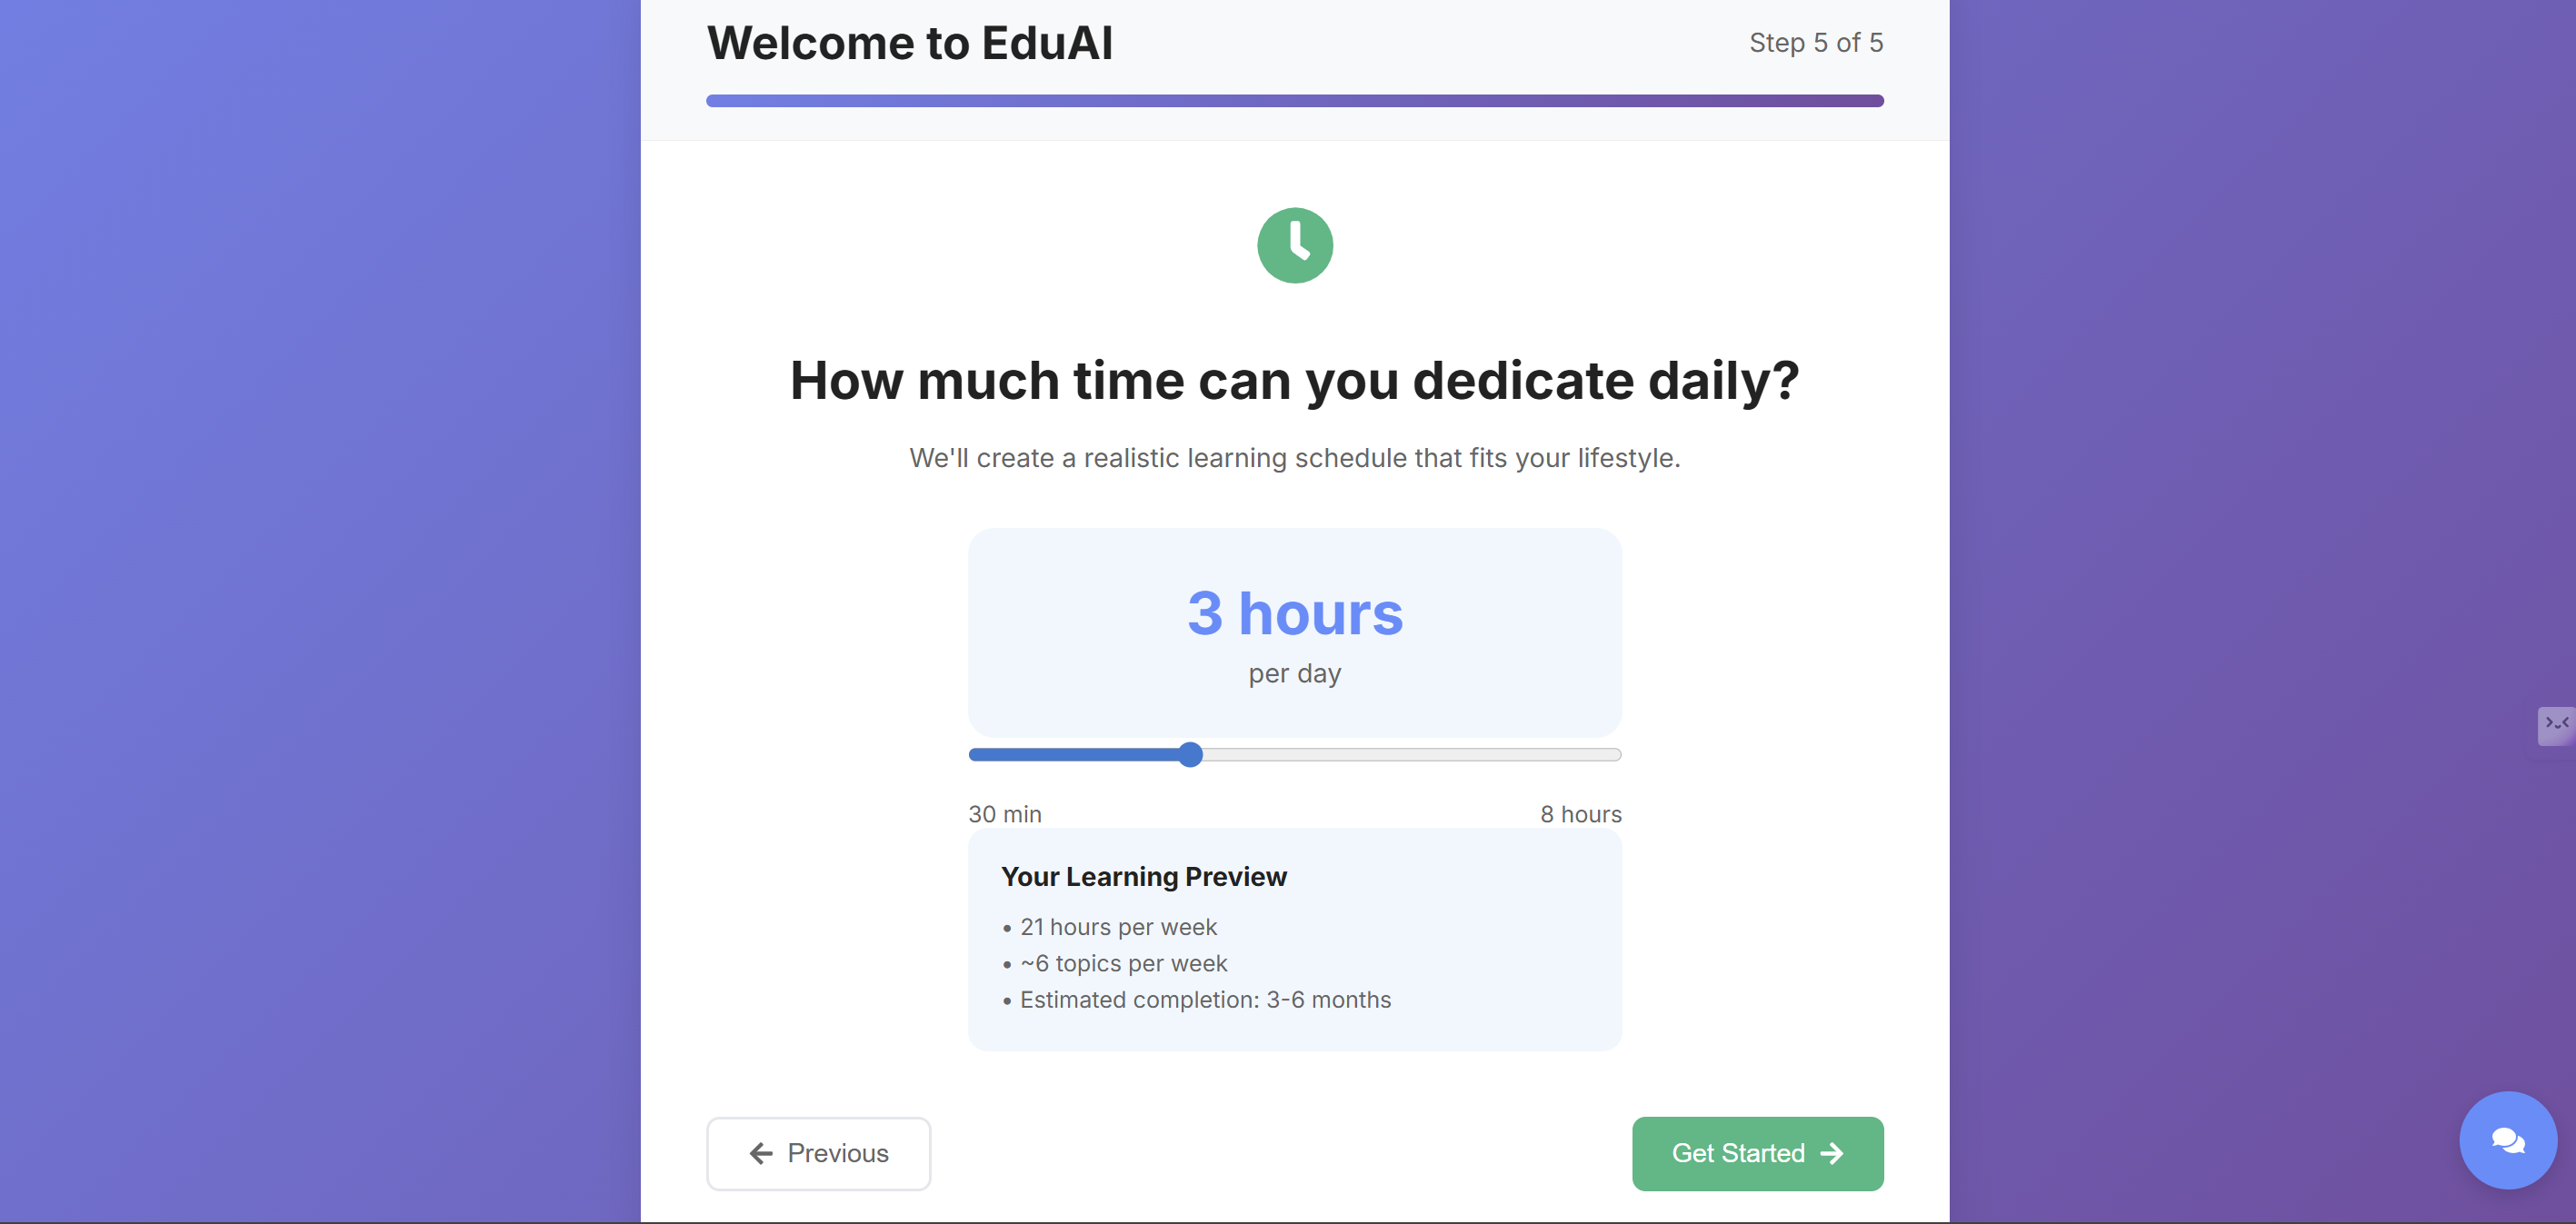 Welcome to EduAI
Step 5 of 5
How much time can you dedicate daily?
We'll create a realistic learning schedule that fits your lifestyle.
3 hours
per day
30 min
8 hours
Your Learning Preview
• 21 hours per week
• ~6 topics per week
• Estimated completion: 3-6 months
Previous
Get Started